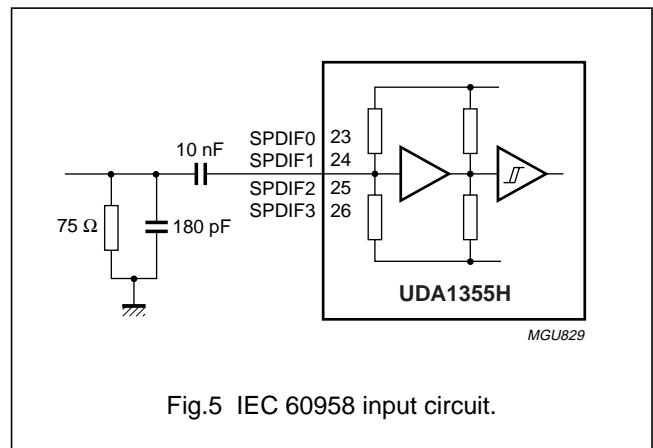 10 nF
SPDIF0 23
SPDIF1 24
SPDIF2 25
SPDIF3 26
75 Ω
180 pF
UDA1355H
MGU829
Fig.5 IEC 60958 input circuit.